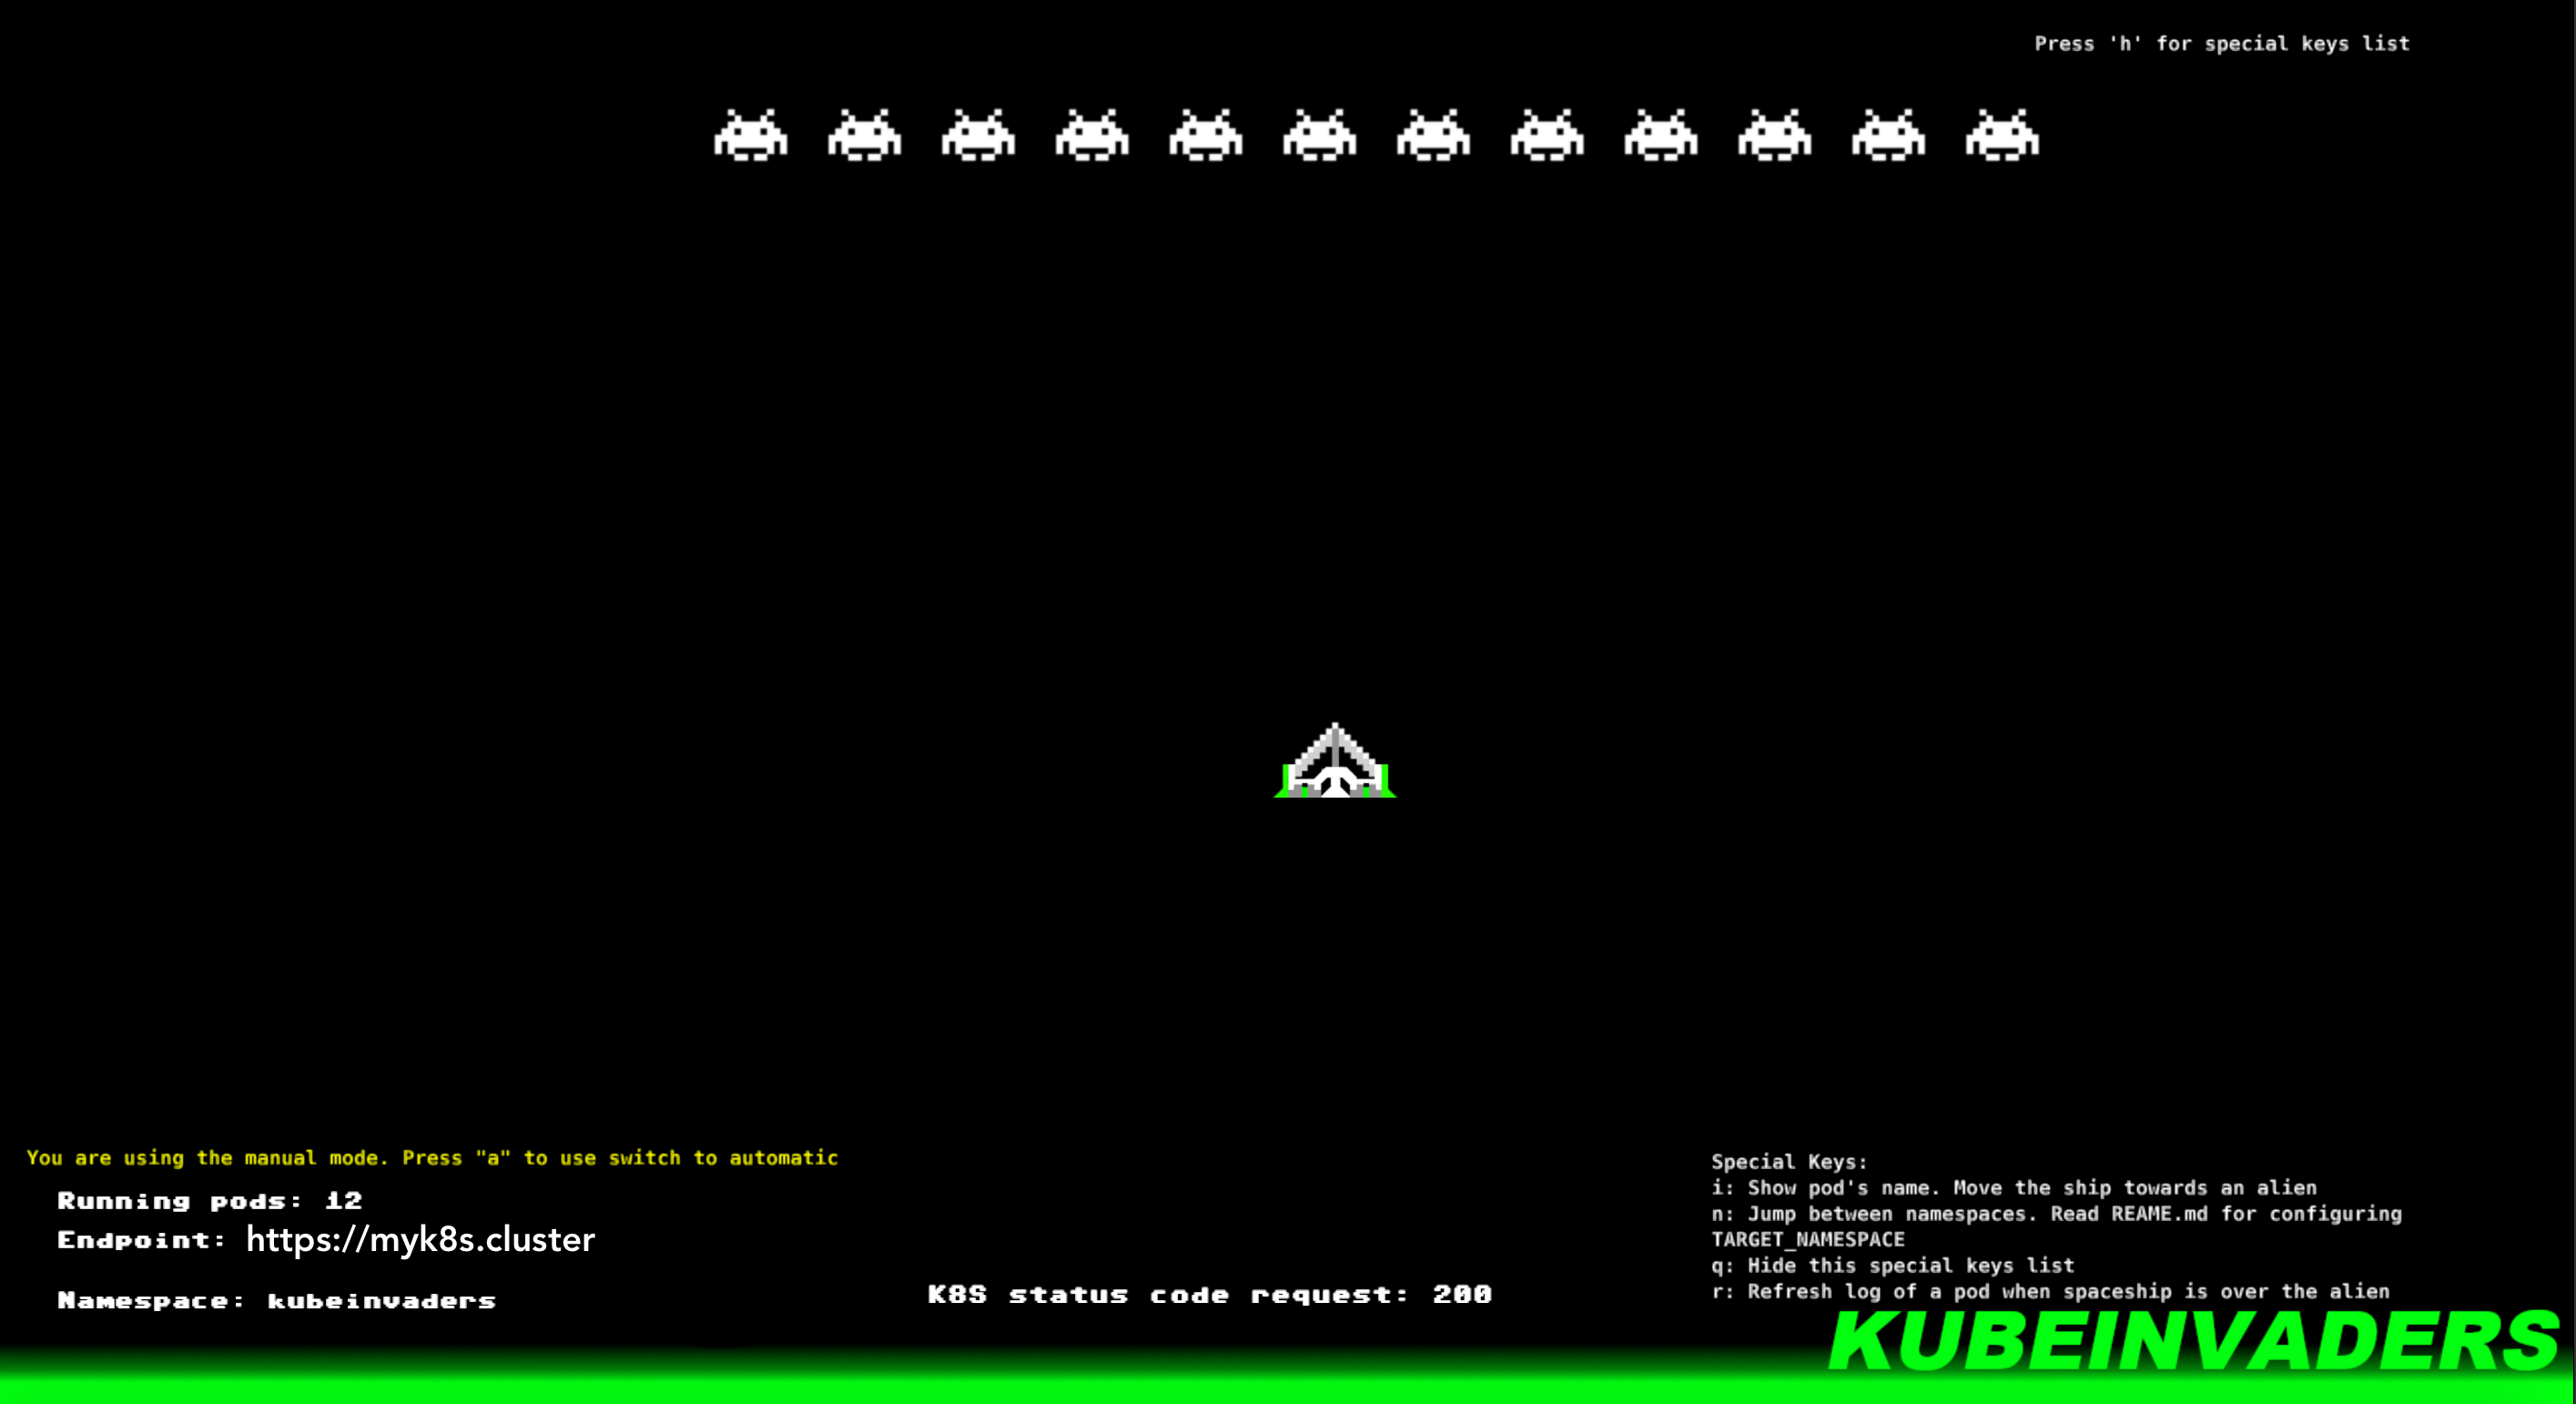 Press 'h' for special keys list
You are using the manual mode. Press "a" to use switch to automatic
Running pods: 12
Endpoint: https://myk8s.cluster
Namespace: kubeinvaders
K8S status code request: 200
Special Keys:
i: Show pod's name. Move the ship towards an alien
n: Jump between namespaces. Read REAME.md for configuring
TARGET_NAMESPACE
q: Hide this special keys list
r: Refresh log of a pod when spaceship is over the alien
KUBEINVADERS